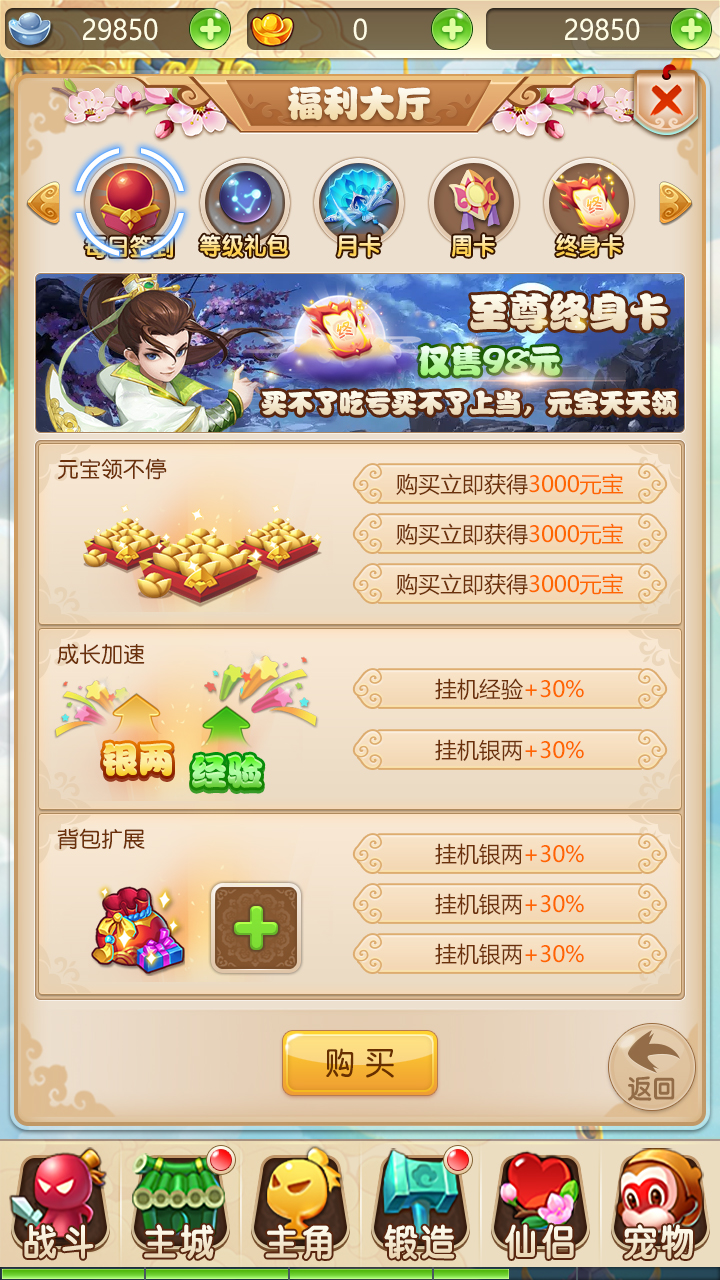 29850
0
29850
福利大厅
每日签到
等级礼包
月卡
周卡
终
终身卡
终
至尊终身卡
仅售98元
买不了吃亏买不了上当，元宝天天领
元宝领不停
购买立即获得3000元宝
购买立即获得3000元宝
购买立即获得3000元宝
成长加速
银两
经验
挂机经验+30%
挂机银两+30%
背包扩展
挂机银两+30%
挂机银两+30%
挂机银两+30%
购买
返回
战斗
主城
主角
锻造
仙侣
宠物